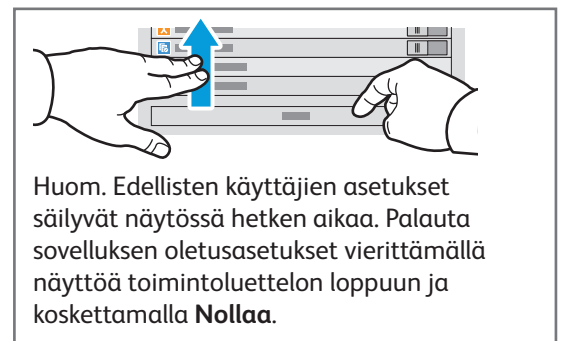 Huom. Edellisten käyttäjien asetukset
säilyvät näytössä hetken aikaa. Palauta
sovelluksen oletusasetukset vierittämällä
näyttöä toimintoluettelon loppuun ja
koskettamalla Nollaa.